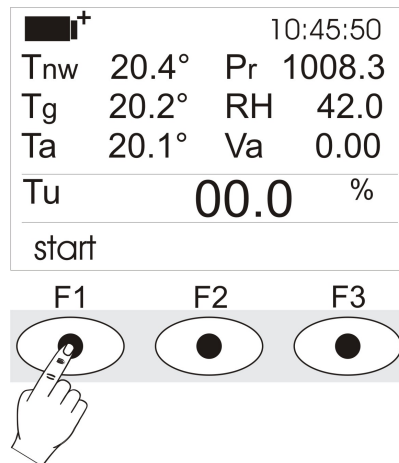 10:45:50
Tnw 20.4° Pr 1008.3
Tg 20.2° RH 42.0
Ta 20.1° Va 0.00
Tu 00.0 %
start
F1 F2 F3